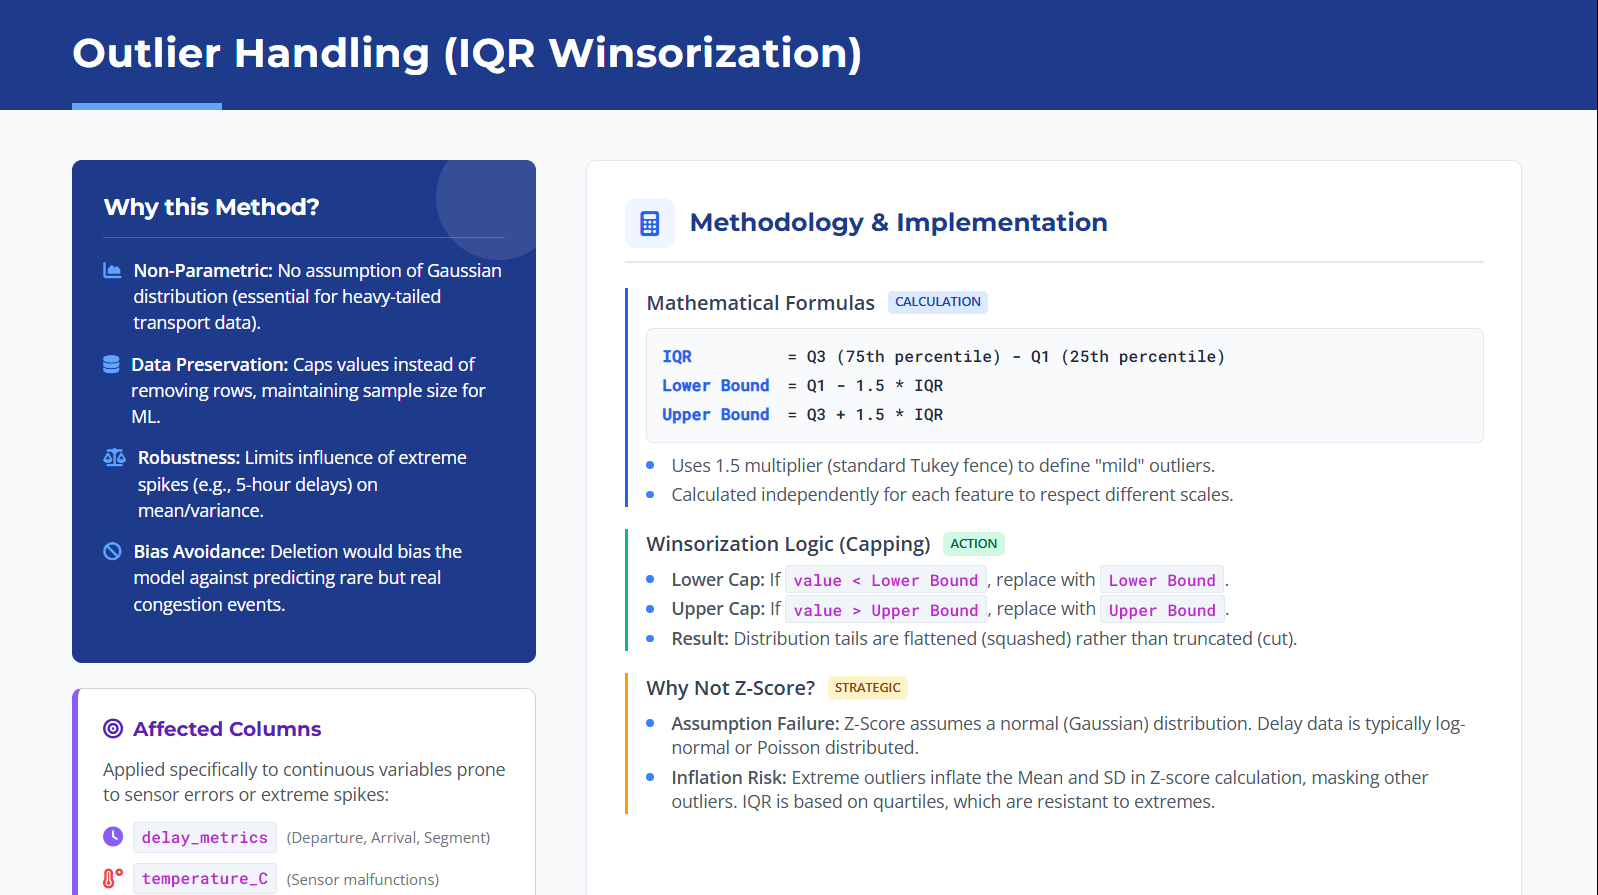 Outlier Handling (IQR Winsorization)
Why this Method?
Non-Parametric: No assumption of Gaussian
distribution (essential for heavy-tailed
transport data).
Data Preservation: Caps values instead of
removing rows, maintaining sample size for
ML.
Robustness: Limits influence of extreme
spikes (e.g., 5-hour delays) on
mean/variance.
Bias Avoidance: Deletion would bias the
model against predicting rare but real
congestion events.
Affected Columns
Applied specifically to continuous variables prone
to sensor errors or extreme spikes:
delay_metrics (Departure, Arrival, Segment)
temperature_C (Sensor malfunctions)
Methodology & Implementation
Mathematical Formulas CALCULATION
IQR = Q3 (75th percentile) - Q1 (25th percentile)
Lower Bound = Q1 - 1.5 * IQR
Upper Bound = Q3 + 1.5 * IQR
Uses 1.5 multiplier (standard Tukey fence) to define "mild" outliers.
Calculated independently for each feature to respect different scales.
Winsorization Logic (Capping) ACTION
Lower Cap: If value < Lower Bound, replace with Lower Bound.
Upper Cap: If value > Upper Bound, replace with Upper Bound.
Result: Distribution tails are flattened (squashed) rather than truncated (cut).
Why Not Z-Score? STRATEGIC
Assumption Failure: Z-Score assumes a normal (Gaussian) distribution. Delay data is typically log-
normal or Poisson distributed.
Inflation Risk: Extreme outliers inflate the Mean and SD in Z-score calculation, masking other
outliers. IQR is based on quartiles, which are resistant to extremes.